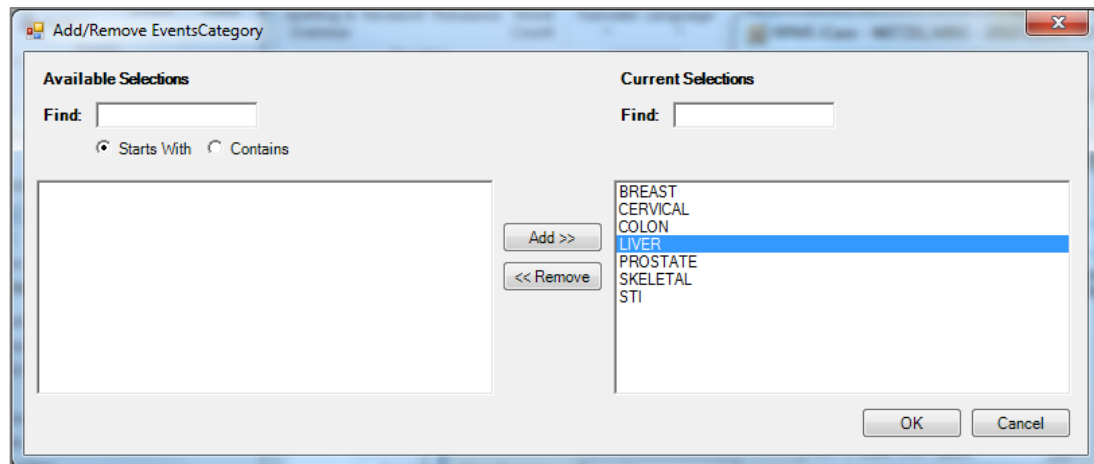 Add/Remove EventsCategory
Available Selections
Current Selections
Find:
Find:
Starts With
Contains
BREAST
CERVICAL
COLON
LIVER
PROSTATE
SKELETAL
STI
Add >>
<< Remove
OK
Cancel